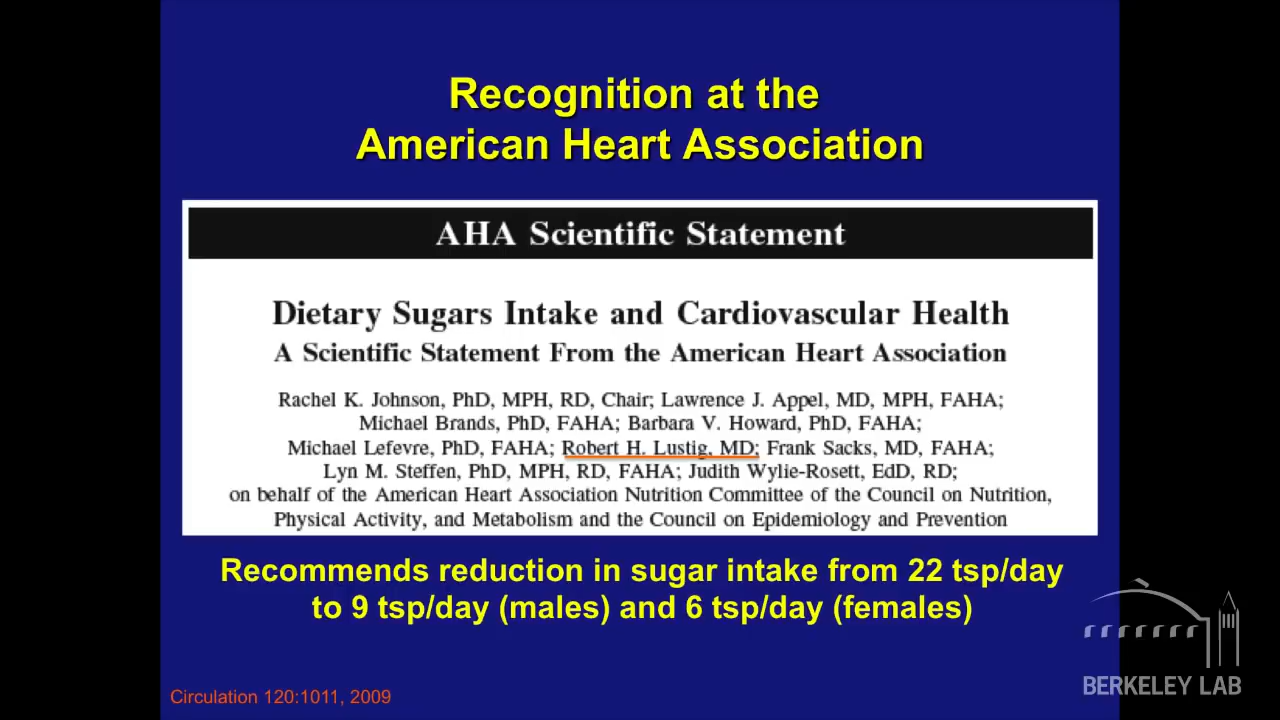 Recognition at the
American Heart Association
AHA Scientific Statement
Dietary Sugars Intake and Cardiovascular Health
A Scientific Statement From the American Heart Association
Rachel K. Johnson, PhD, MPH, RD, Chair; Lawrence J. Appel, MD, MPH, FAHA;
Michael Brands, PhD, FAHA; Barbara V. Howard, PhD, FAHA;
Michael Lefevre, PhD, FAHA; Robert H. Lustig, MD; Frank Sacks, MD, FAHA;
Lyn M. Steffen, PhD, MPH, RD, FAHA; Judith Wylie-Rosett, EdD, RD;
on behalf of the American Heart Association Nutrition Committee of the Council on Nutrition,
Physical Activity, and Metabolism and the Council on Epidemiology and Prevention
Recommends reduction in sugar intake from 22 tsp/day
to 9 tsp/day (males) and 6 tsp/day (females)
Circulation 120:1011, 2009
BERKELEY LAB